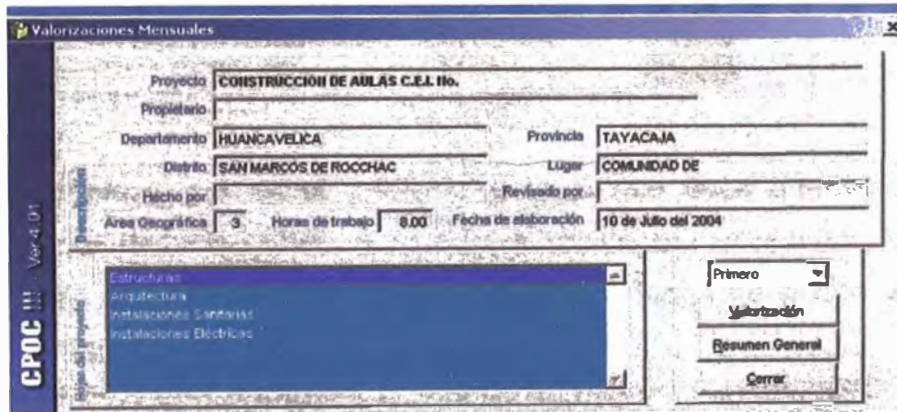 Valorizaciones Mensuales
Proyecto CONSTRUCCION DE AULAS C.E.I. No.
Propietario
Departamento HUANCAVELICA Provincia TAYACAJA
Distrito SAN MARCOS DE ROCCHAC Lugar COMUNIDAD DE
Hecho por Revisado por
Area Geográfica 3 Horas de trabajo 8.00 Fecha de elaboración 10 de Julio del 2004
Descripción
Estructuras
Arquitectura
Instalaciones Sanitarias
Instalaciones Eléctricas
Hojas del proyecto
Primero
Valorización
Resumen General
Cerrar
CPOC !!! Ver 4.01